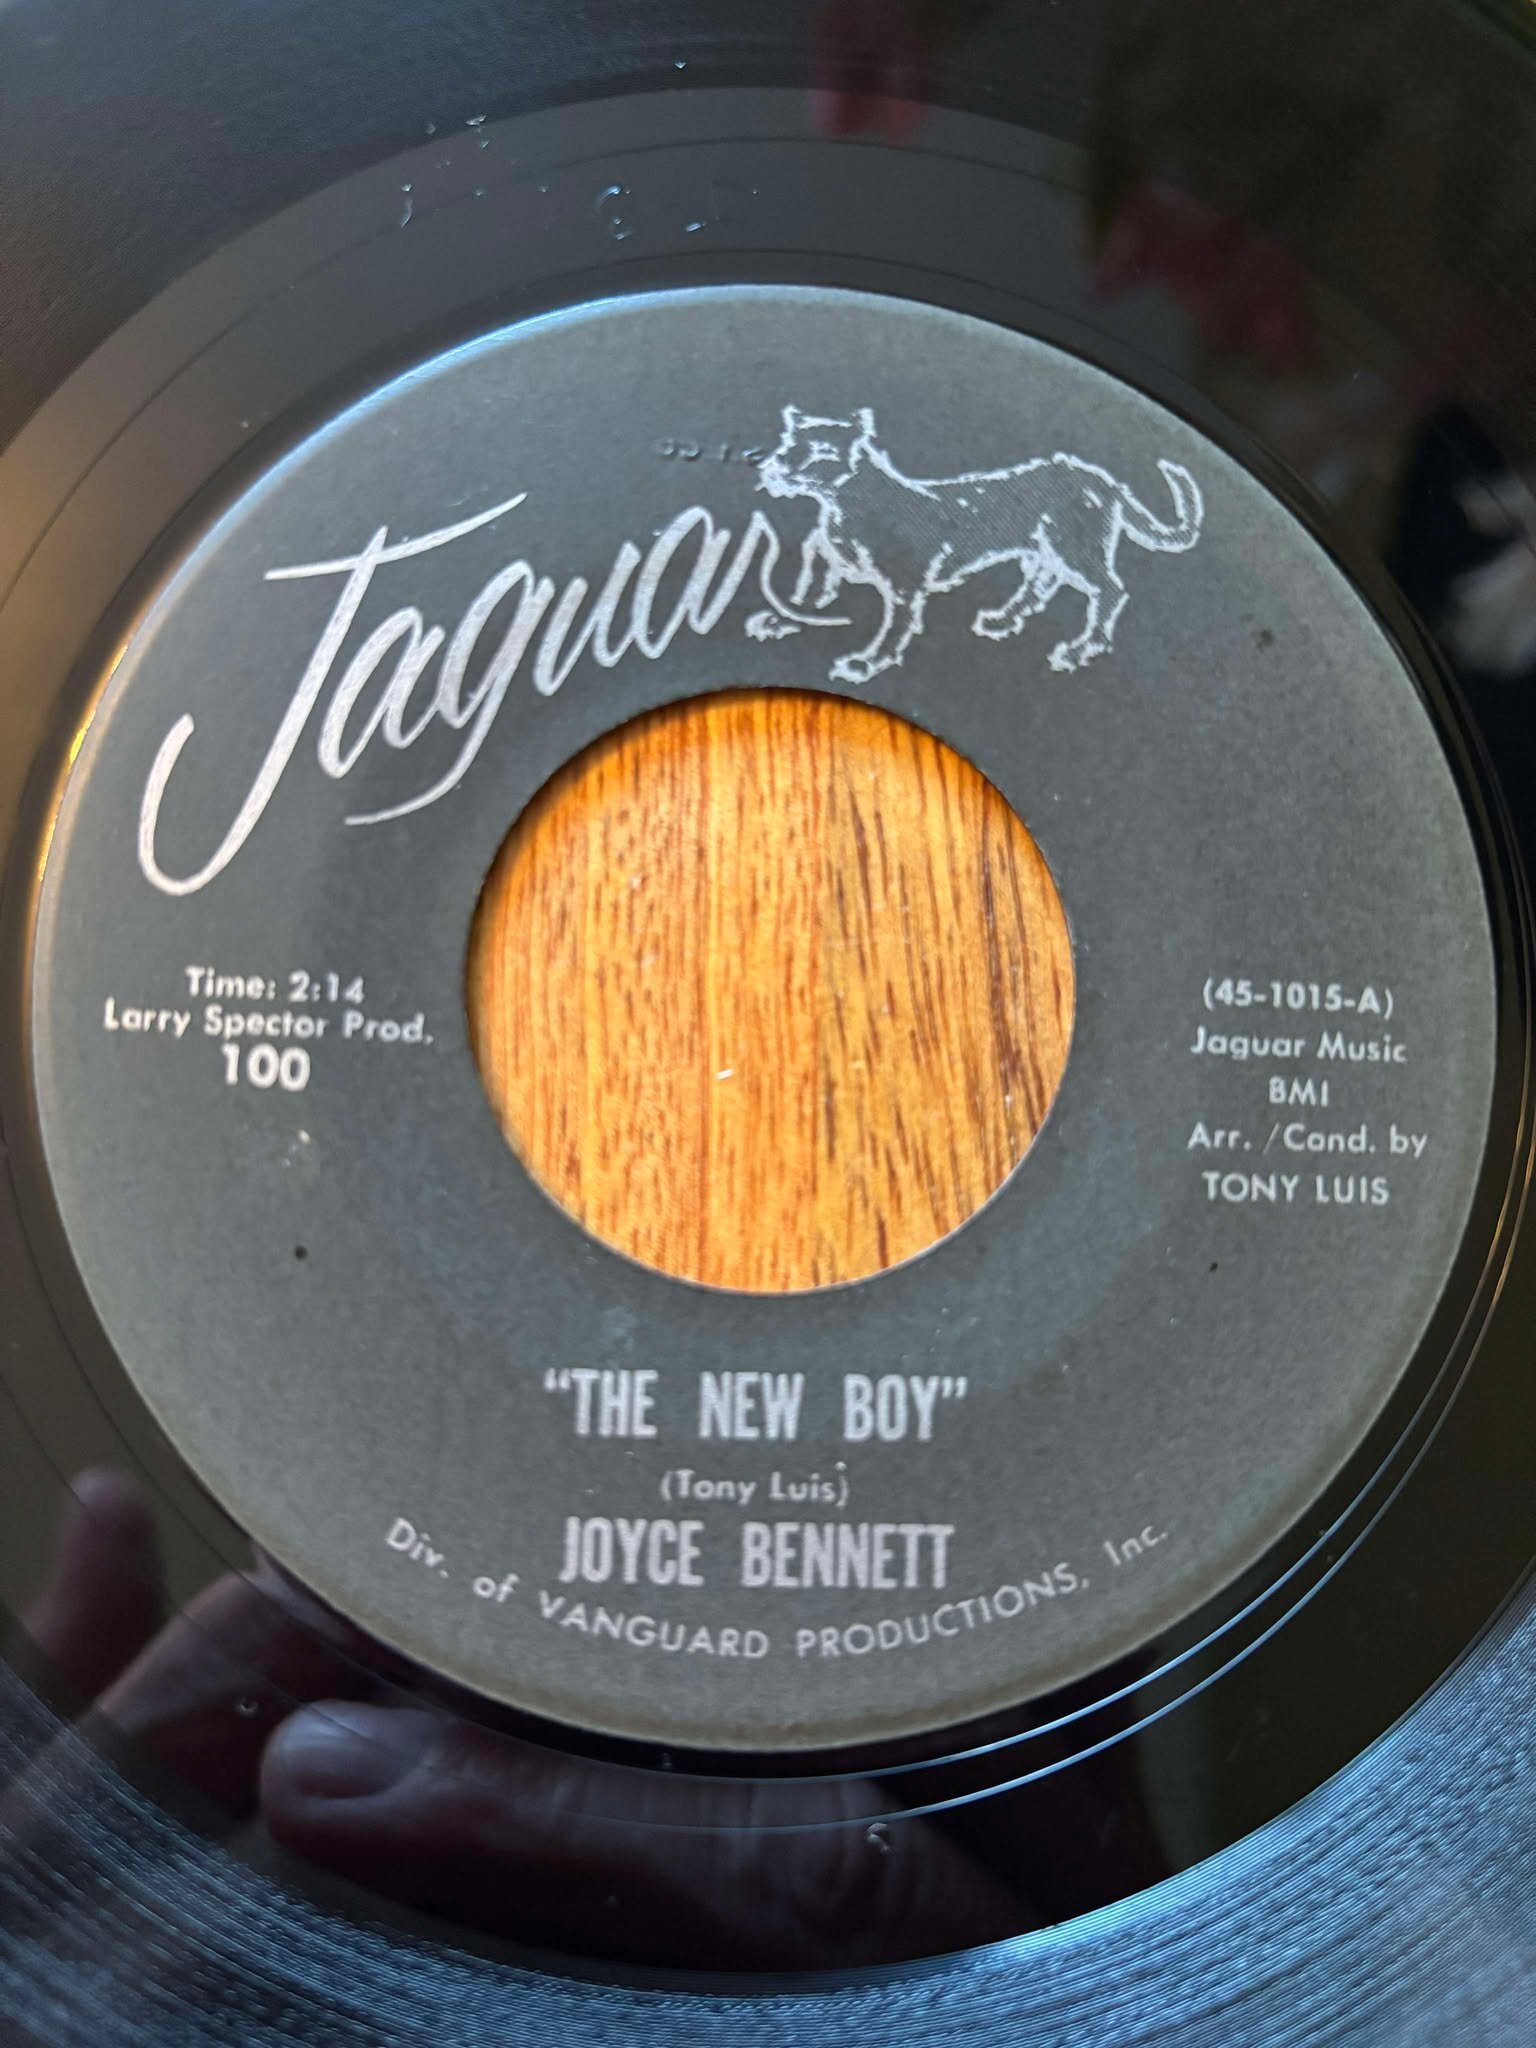 Jaguar
Time: 2:14
Larry Spector Prod.
100
(45-1015-A)
Jaguar Music
BMI
Arr. /Cond. by
TONY LUIS
"THE NEW BOY"
(Tony Luis)
JOYCE BENNETT
Div. of VANGUARD PRODUCTIONS, Inc.